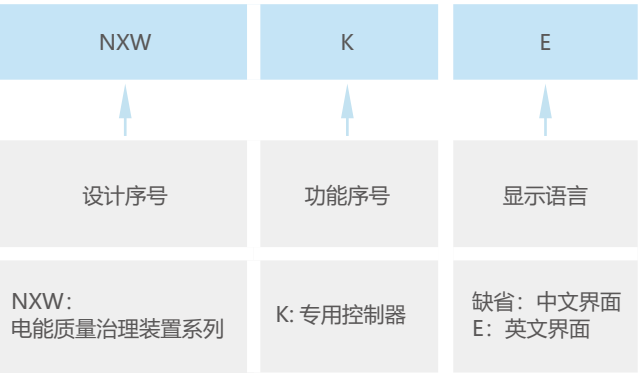 NXW
K
E
设计序号
功能序号
显示语言
NXW：
电能质量治理装置系列
K: 专用控制器
缺省：中文界面
E：英文界面